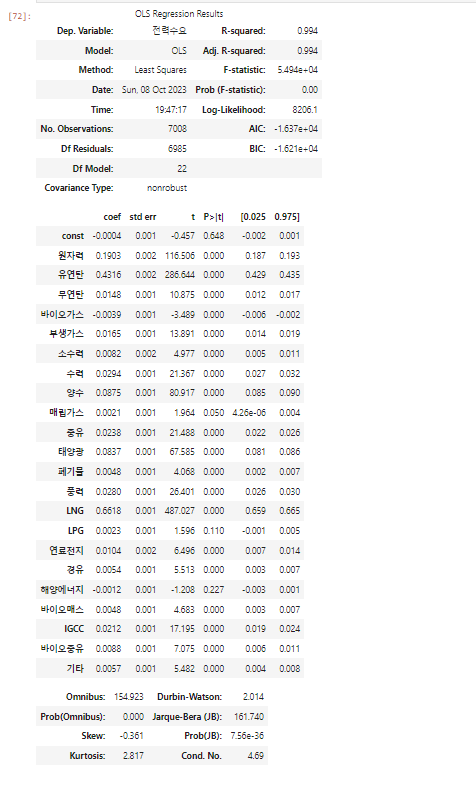 [72]:
OLS Regression Results
Dep. Variable: 전력수요 R-squared: 0.994
Model: OLS Adj. R-squared: 0.994
Method: Least Squares F-statistic: 5.494e+04
Date: Sun, 08 Oct 2023 Prob (F-statistic): 0.00
Time: 19:47:17 Log-Likelihood: 8206.1
No. Observations: 7008 AIC: -1.637e+04
Df Residuals: 6985 BIC: -1.621e+04
Df Model: 22
Covariance Type: nonrobust
coef std err t P>|t| [0.025 0.975]
const -0.0004 0.001 -0.457 0.648 -0.002 0.001
원자력 0.1903 0.002 116.506 0.000 0.187 0.193
유연탄 0.4316 0.002 286.644 0.000 0.429 0.435
무연탄 0.0148 0.001 10.875 0.000 0.012 0.017
바이오가스 -0.0039 0.001 -3.489 0.000 -0.006 -0.002
부생가스 0.0165 0.001 13.891 0.000 0.014 0.019
소수력 0.0082 0.002 4.977 0.000 0.005 0.011
수력 0.0294 0.001 21.367 0.000 0.027 0.032
양수 0.0875 0.001 80.917 0.000 0.085 0.090
매립가스 0.0021 0.001 1.964 0.050 4.26e-06 0.004
중유 0.0238 0.001 21.488 0.000 0.022 0.026
태양광 0.0837 0.001 67.585 0.000 0.081 0.086
폐기물 0.0048 0.001 4.068 0.000 0.002 0.007
풍력 0.0280 0.001 26.401 0.000 0.026 0.030
LNG 0.6618 0.001 487.027 0.000 0.659 0.665
LPG 0.0023 0.001 1.596 0.110 -0.001 0.005
연료전지 0.0104 0.002 6.496 0.000 0.007 0.014
경유 0.0054 0.001 5.513 0.000 0.003 0.007
해양에너지 -0.0012 0.001 -1.208 0.227 -0.003 0.001
바이오매스 0.0048 0.001 4.683 0.000 0.003 0.007
IGCC 0.0212 0.001 17.195 0.000 0.019 0.024
바이오중유 0.0088 0.001 7.075 0.000 0.006 0.011
기타 0.0057 0.001 5.482 0.000 0.004 0.008
Omnibus: 154.923 Durbin-Watson: 2.014
Prob(Omnibus): 0.000 Jarque-Bera (JB): 161.740
Skew: -0.361 Prob(JB): 7.56e-36
Kurtosis: 2.817 Cond. No. 4.69